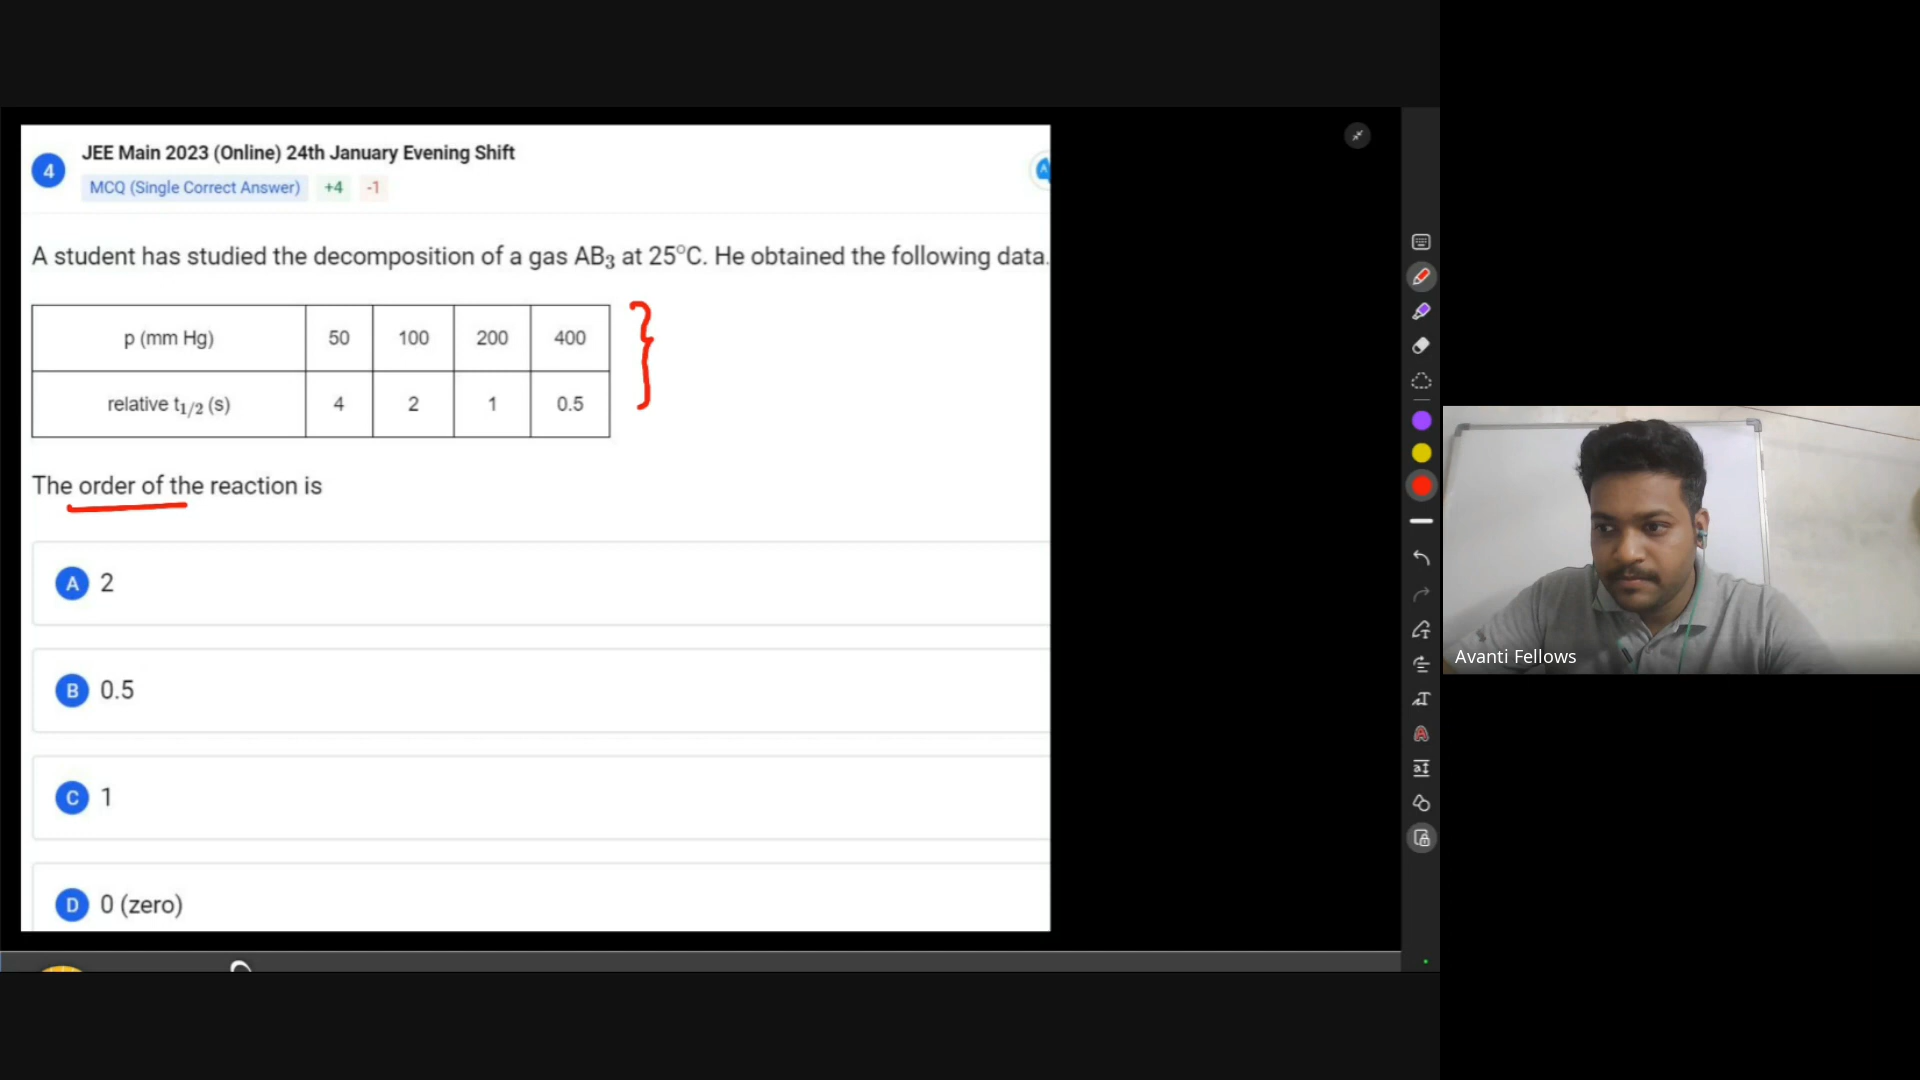 4
JEE Main 2023 (Online) 24th January Evening Shift
MCQ (Single Correct Answer) +4 -1
A student has studied the decomposition of a gas AB₃ at 25°C. He obtained the following data.
p (mm Hg) 50 100 200 400
relative t₁/₂ (s) 4 2 1 0.5
The order of the reaction is
A 2
B 0.5
C 1
D 0 (zero)
Avanti Fellows